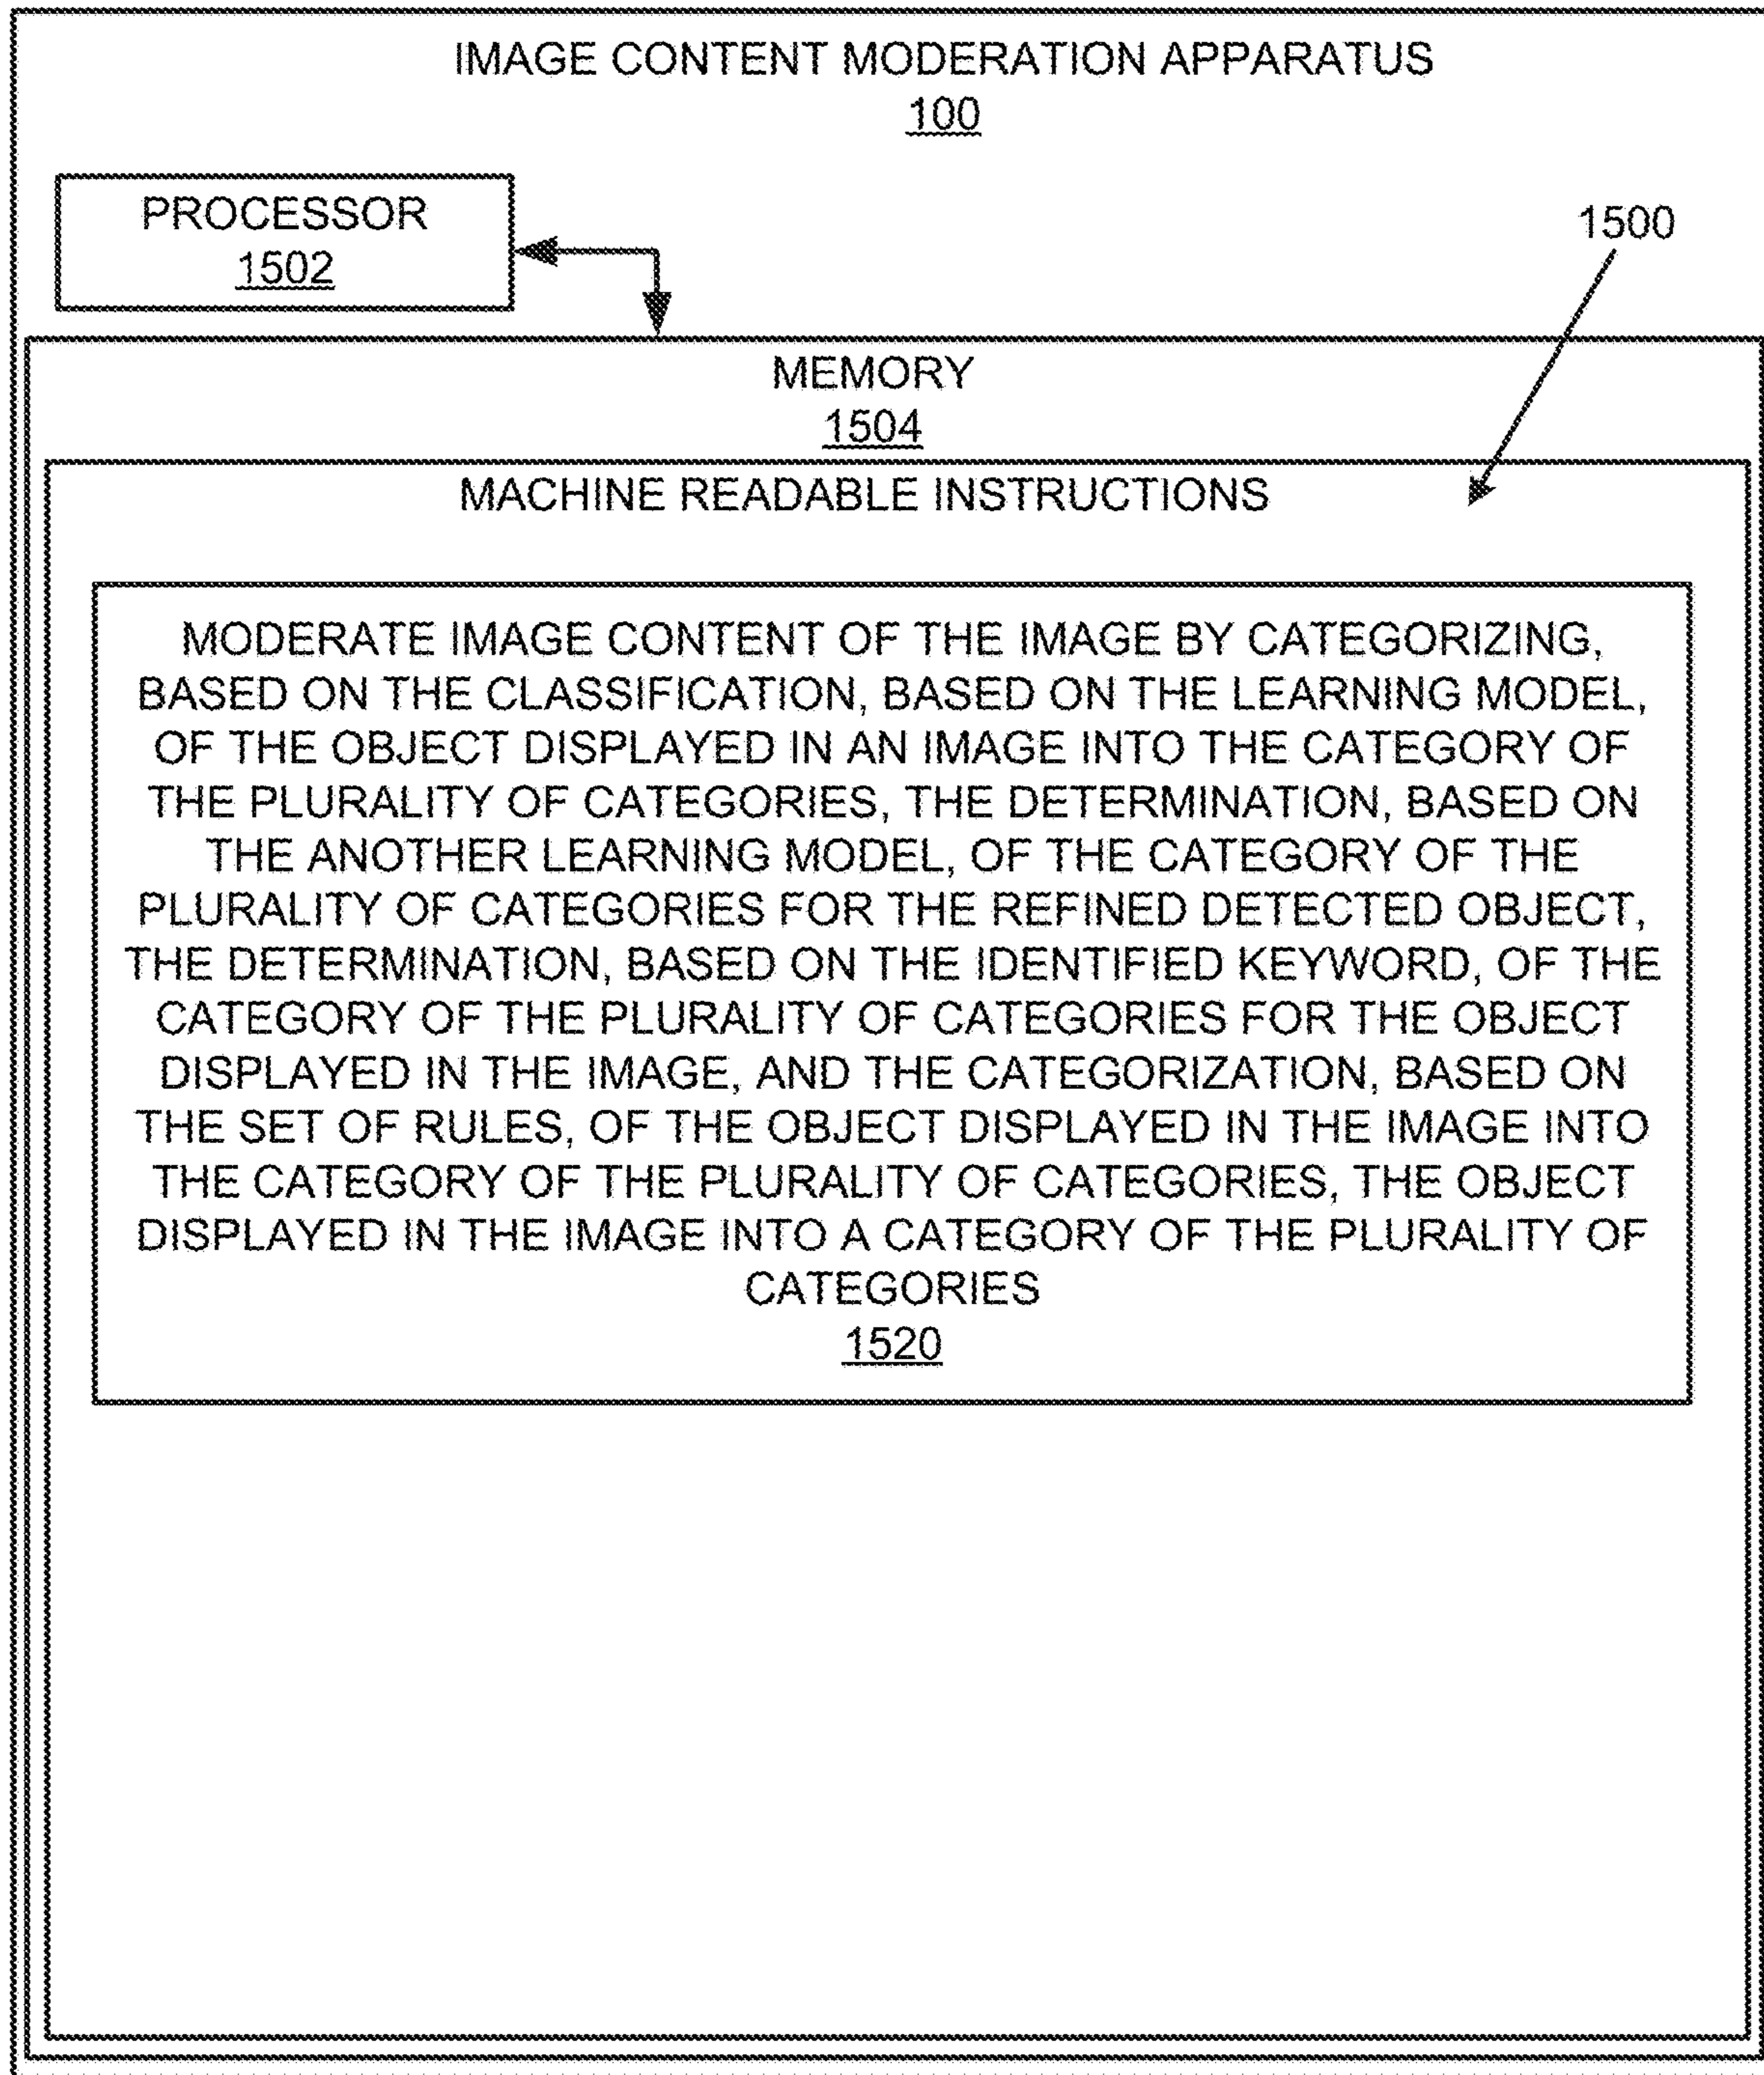 IMAGE CONTENT MODERATION APPARATUS
100
PROCESSOR
1502
1500
MEMORY
1504
MACHINE READABLE INSTRUCTIONS
MODERATE IMAGE CONTENT OF THE IMAGE BY CATEGORIZING,
BASED ON THE CLASSIFICATION, BASED ON THE LEARNING MODEL,
OF THE OBJECT DISPLAYED IN AN IMAGE INTO THE CATEGORY OF
THE PLURALITY OF CATEGORIES, THE DETERMINATION, BASED ON
THE ANOTHER LEARNING MODEL, OF THE CATEGORY OF THE
PLURALITY OF CATEGORIES FOR THE REFINED DETECTED OBJECT,
THE DETERMINATION, BASED ON THE IDENTIFIED KEYWORD, OF THE
CATEGORY OF THE PLURALITY OF CATEGORIES FOR THE OBJECT
DISPLAYED IN THE IMAGE, AND THE CATEGORIZATION, BASED ON
THE SET OF RULES, OF THE OBJECT DISPLAYED IN THE IMAGE INTO
THE CATEGORY OF THE PLURALITY OF CATEGORIES, THE OBJECT
DISPLAYED IN THE IMAGE INTO A CATEGORY OF THE PLURALITY OF
CATEGORIES
1520